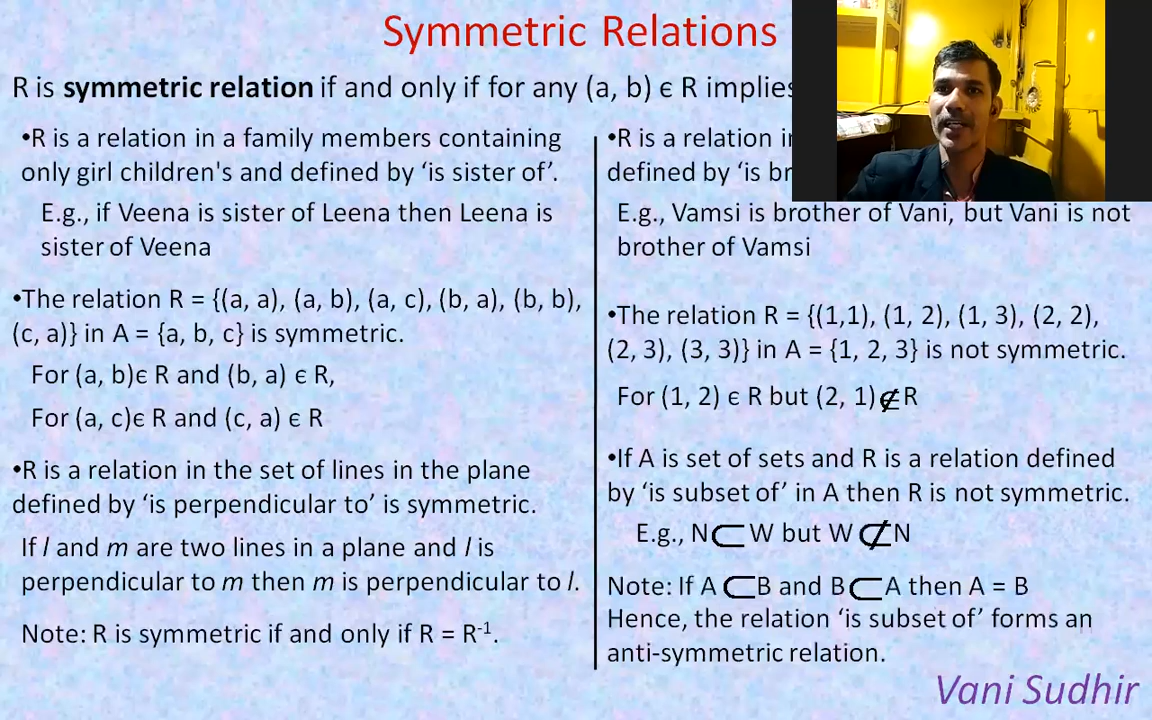 Symmetric Relations
R is symmetric relation if and only if for any (a, b) ϵ R implies
•R is a relation in a family members containing
only girl children's and defined by ‘is sister of’.
E.g., if Veena is sister of Leena then Leena is
sister of Veena
•The relation R = {(a, a), (a, b), (a, c), (b, a), (b, b),
(c, a)} in A = {a, b, c} is symmetric.
For (a, b)ϵ R and (b, a) ϵ R,
For (a, c)ϵ R and (c, a) ϵ R
•R is a relation in the set of lines in the plane
defined by ‘is perpendicular to’ is symmetric.
If l and m are two lines in a plane and l is
perpendicular to m then m is perpendicular to l.
Note: R is symmetric if and only if R = R⁻¹.
•R is a relation
defined by ‘is
E.g., Vamsi is brother of Vani, but Vani is not
brother of Vamsi
•The relation R = {(1,1), (1, 2), (1, 3), (2, 2),
(2, 3), (3, 3)} in A = {1, 2, 3} is not symmetric.
For (1, 2) ϵ R but (2, 1)∉R
•If A is set of sets and R is a relation defined
by ‘is subset of’ in A then R is not symmetric.
E.g., N⊂W but W⊄N
Note: If A ⊂B and B⊂A then A = B
Hence, the relation ‘is subset of’ forms an
anti-symmetric relation.
Vani Sudhir